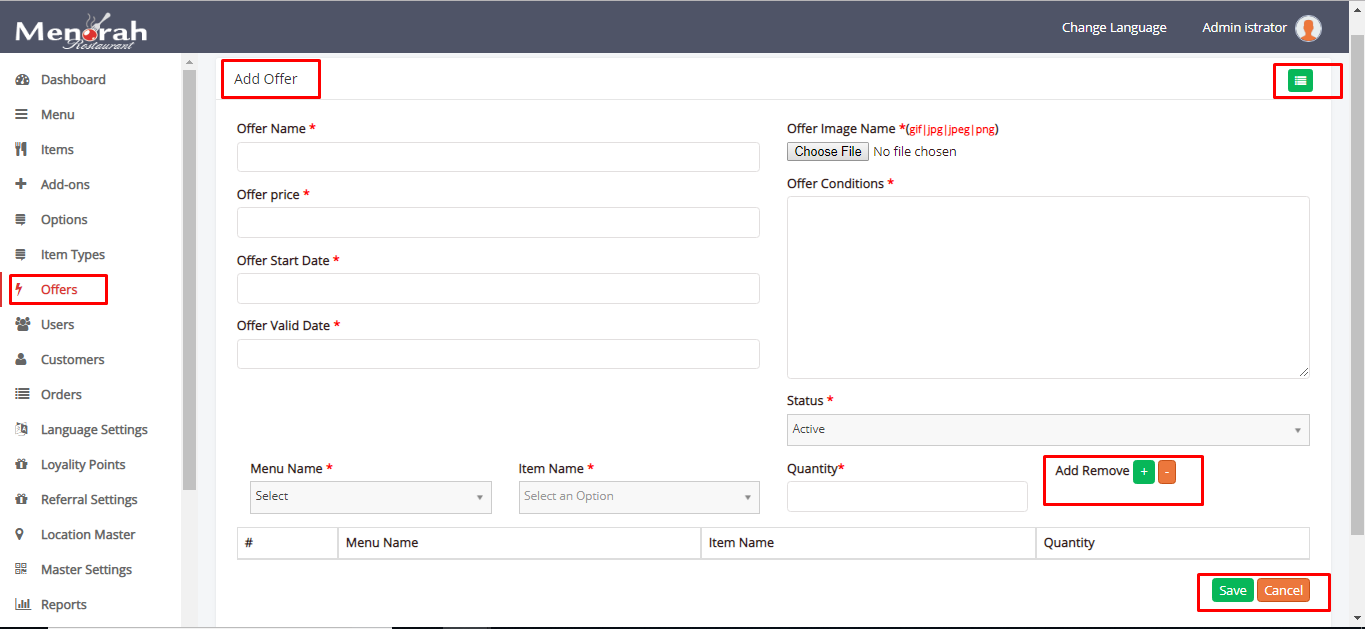 Menorah
Restaurant
Change Language
Admin istrator
Dashboard
Menu
Items
Add-ons
Options
Item Types
Offers
Users
Customers
Orders
Language Settings
Loyality Points
Referral Settings
Location Master
Master Settings
Reports
Add Offer
Offer Name *
Offer price *
Offer Start Date *
Offer Valid Date *
Offer Image Name *(gif|jpg|jpeg|png)
Choose File No file chosen
Offer Conditions *
Status *
Active
Menu Name *
Select
Item Name *
Select an Option
Quantity*
Add Remove + -
# Menu Name Item Name Quantity
Save Cancel